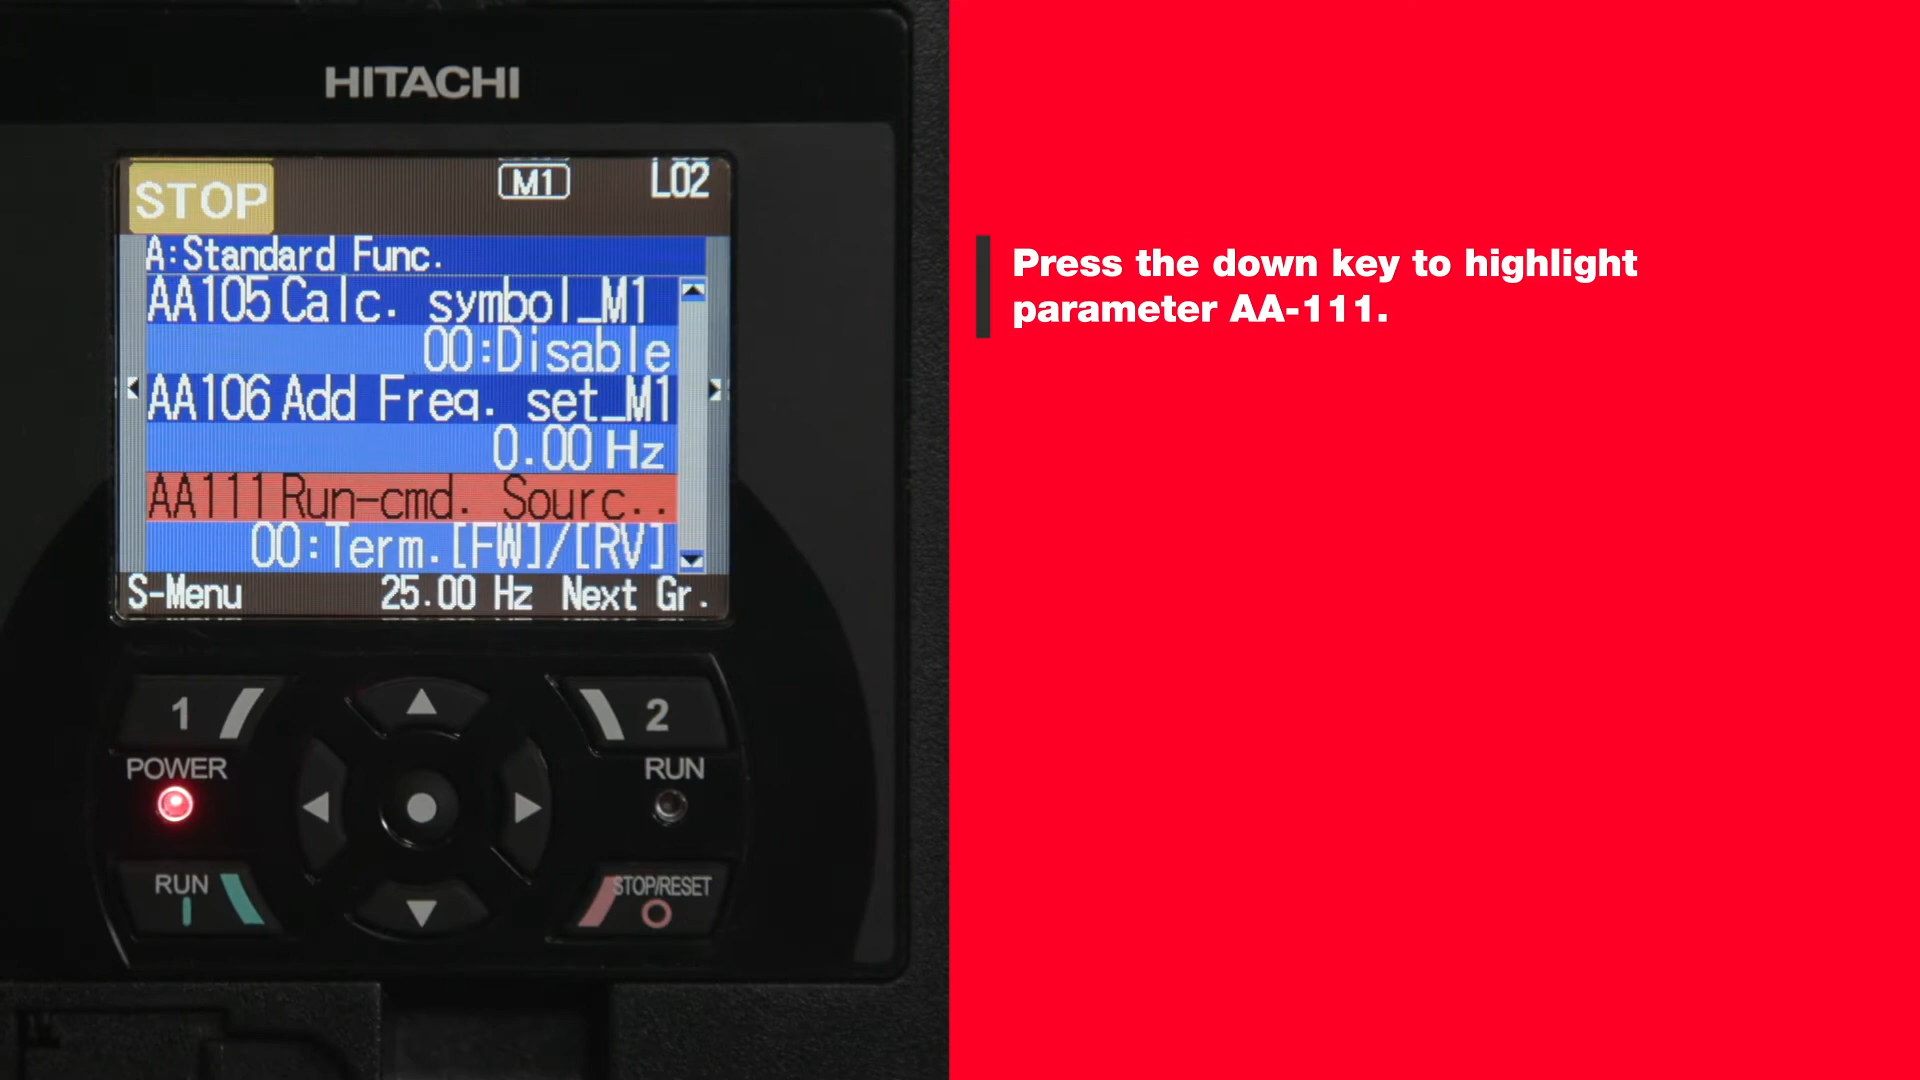 HITACHI
STOP M1 L02
A:Standard Func.
AA105 Calc. symbol_M1
00:Disable
AA106 Add Freq. set_M1
0.00 Hz
AA111 Run-cmd. Sourc..
00:Term.[FW]/[RV]
S-Menu 25.00 Hz Next Gr.
1 2
POWER RUN
RUN STOP/RESET
Press the down key to highlight
parameter AA-111.